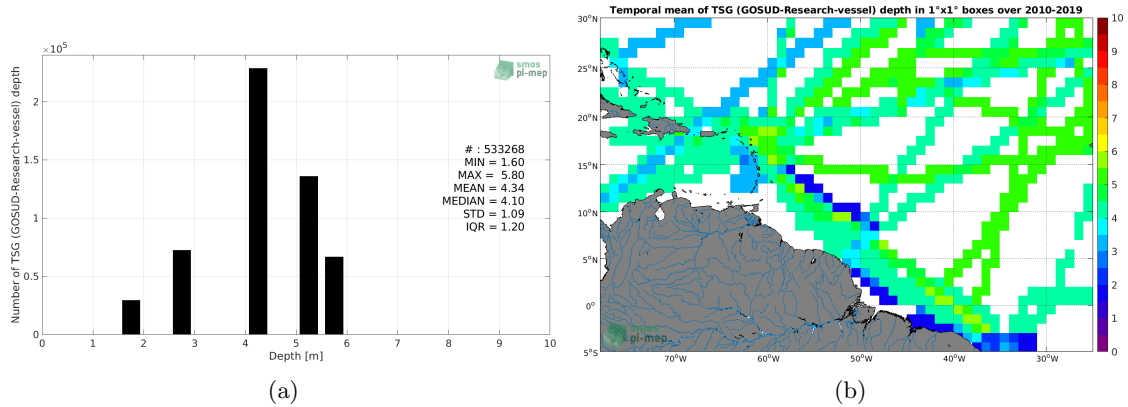 ×10⁵
2
1.5
1
0.5
0
Number of TSG (GOSUD-Research-vessel) depth
smos
pi-mep
# : 533268
MIN = 1.60
MAX = 5.80
MEAN = 4.34
MEDIAN = 4.10
STD = 1.09
IQR = 1.20
0 1 2 3 4 5 6 7 8 9 10
Depth [m]
(a)
Temporal mean of TSG (GOSUD-Research-vessel) depth in 1°x1° boxes over 2010-2019
30°N
25°N
20°N
15°N
10°N
5°N
0°
5°S
70°W 60°W 50°W 40°W 30°W
smos
pi-mep
10
9
8
7
6
5
4
3
2
1
0
(b)